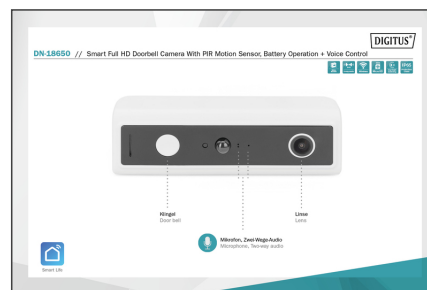 DIGITUS®
DN-18650 // Smart Full HD Doorbell Camera With PIR Motion Sensor, Battery Operation + Voice Control
IP65
Klingel
Door bell
Linse
Lens
Mikrofon, Zwei-Wege-Audio
Microphone, Two-way audio
Smart Life